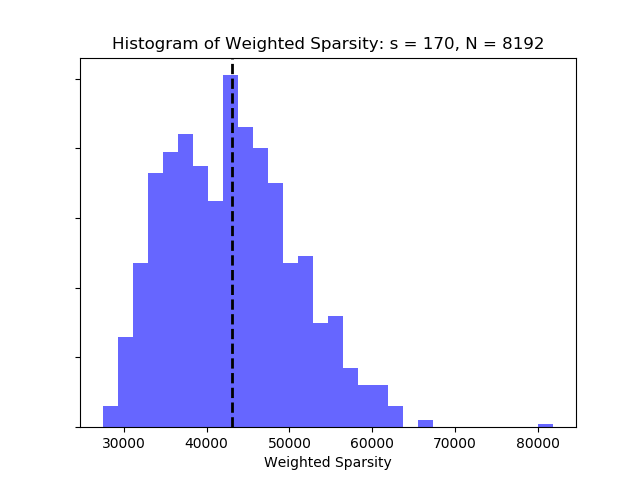 Histogram of Weighted Sparsity: s = 170, N = 8192
30000 40000 50000 60000 70000 80000
Weighted Sparsity